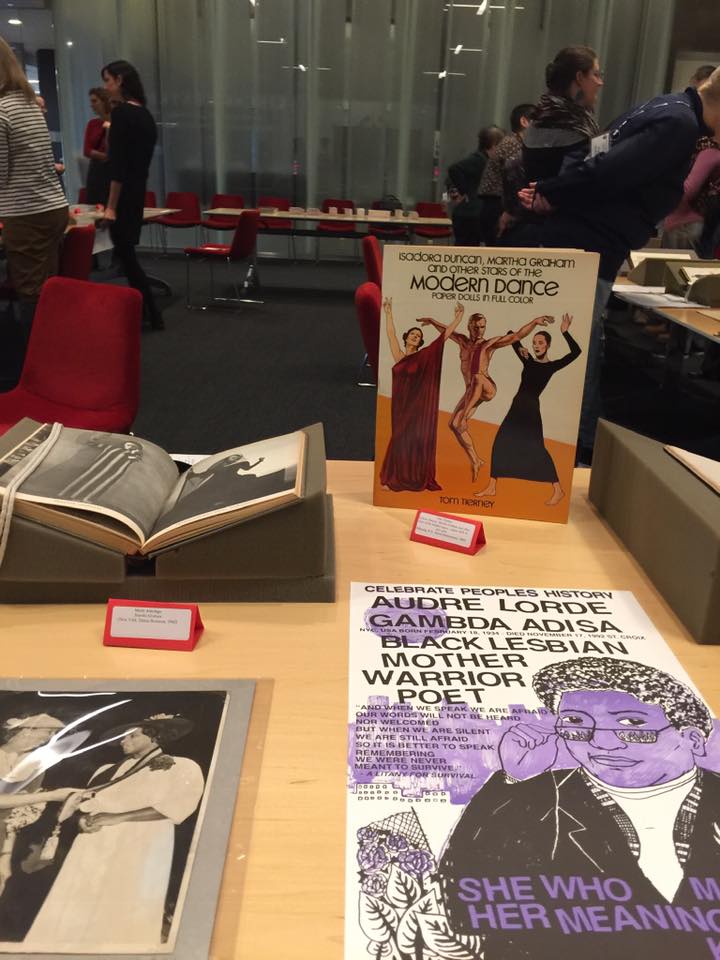 ISADORA DUNCAN, MARTHA GRAHAM
AND OTHER STARS OF THE
MODERN DANCE
PAPER DOLLS IN FULL COLOR
TOM TIERNEY
CELEBRATE PEOPLES HISTORY
AUDRE LORDE
GAMBDA ADISA
NYC, USA BORN FEBRUARY 18, 1934 - DIED NOVEMBER 17, 1992 ST. CROIX
BLACK LESBIAN
MOTHER
WARRIOR
POET
"AND WHEN WE SPEAK WE ARE AFRAID
OUR WORDS WILL NOT BE HEARD
NOR WELCOMED
BUT WHEN WE ARE SILENT
WE ARE STILL AFRAID
SO IT IS BETTER TO SPEAK
REMEMBERING
WE WERE NEVER
MEANT TO SURVIVE."
- A LITANY FOR SURVIVAL
SHE WHO M
HER MEANING